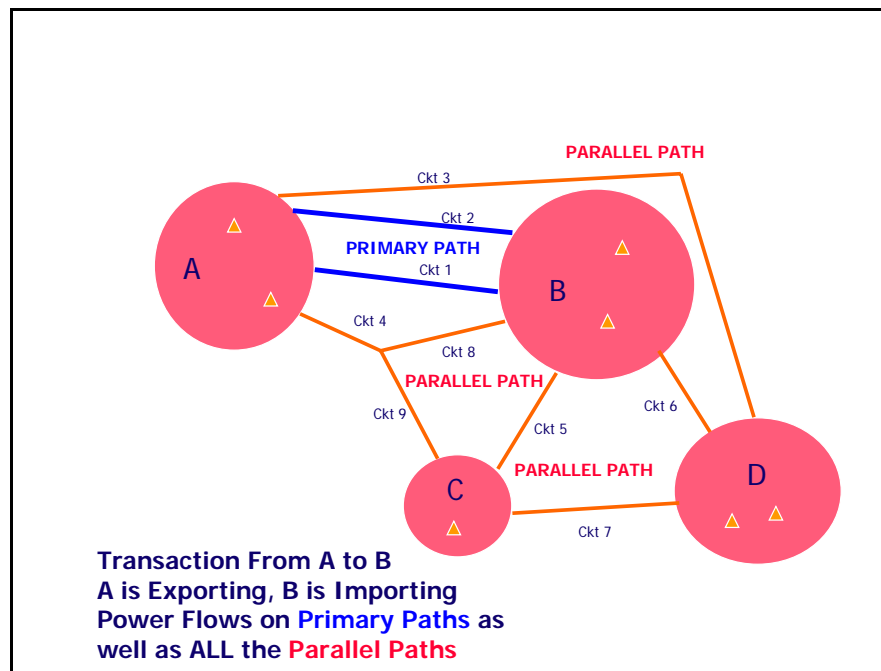 PARALLEL PATH
Ckt 3
Ckt 2
PRIMARY PATH
A
Ckt 1
B
Ckt 4
Ckt 8
PARALLEL PATH
Ckt 9
Ckt 5
Ckt 6
PARALLEL PATH
C
D
Ckt 7
Transaction From A to B
A is Exporting, B is Importing
Power Flows on Primary Paths as
well as ALL the Parallel Paths